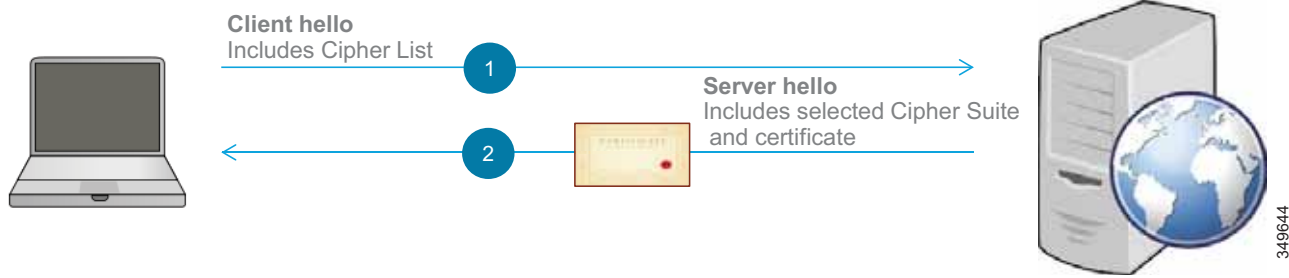 Client hello
Includes Cipher List
1
Server hello
Includes selected Cipher Suite
and certificate
2
349644